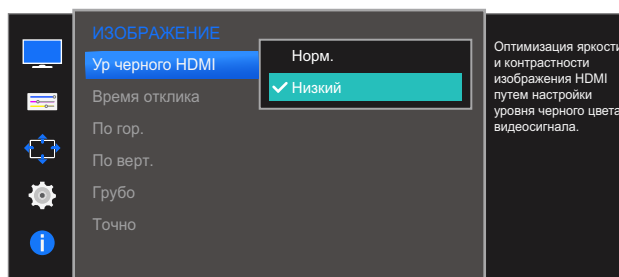 ИЗОБРАЖЕНИЕ
Ур черного HDMI
Время отклика
По гор.
По верт.
Грубо
Точно
Норм.
Низкий
Оптимизация яркости
и контрастности
изображения HDMI
путем настройки
уровня черного цвета
видеосигнала.